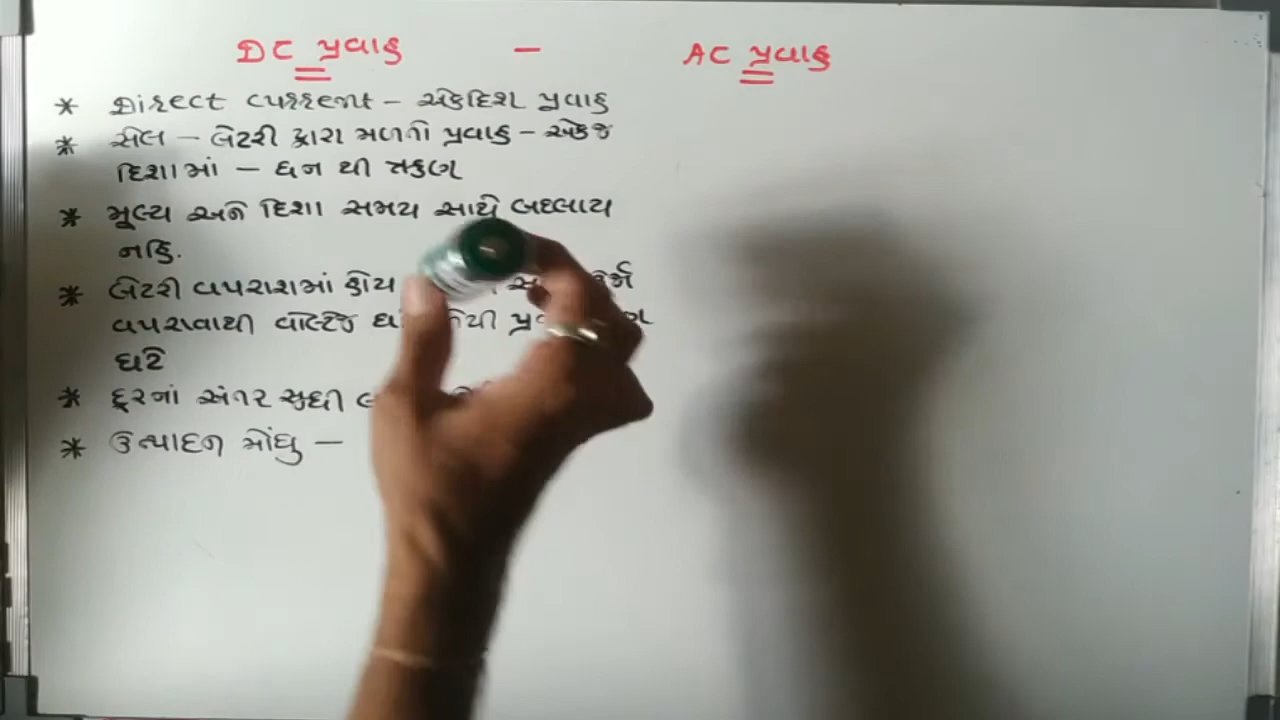 DC પ્રવાહ - AC પ્રવાહ
* Direct current - એકદિશ પ્રવાહ
* સેલ - બેટરી દ્વારા મળતો પ્રવાહ - એકજ
દિશામાં - ધન થી ઋણ
* મૂલ્ય અને દિશા સમય સાથે બદલાય
નહિ.
* બેટરી વપરાશમાં હોય
વપરાવાથી વોલ્ટેજ
ઘટે
* દુરનાં અંતર સુધી
* ઉત્પાદન મોંઘુ -